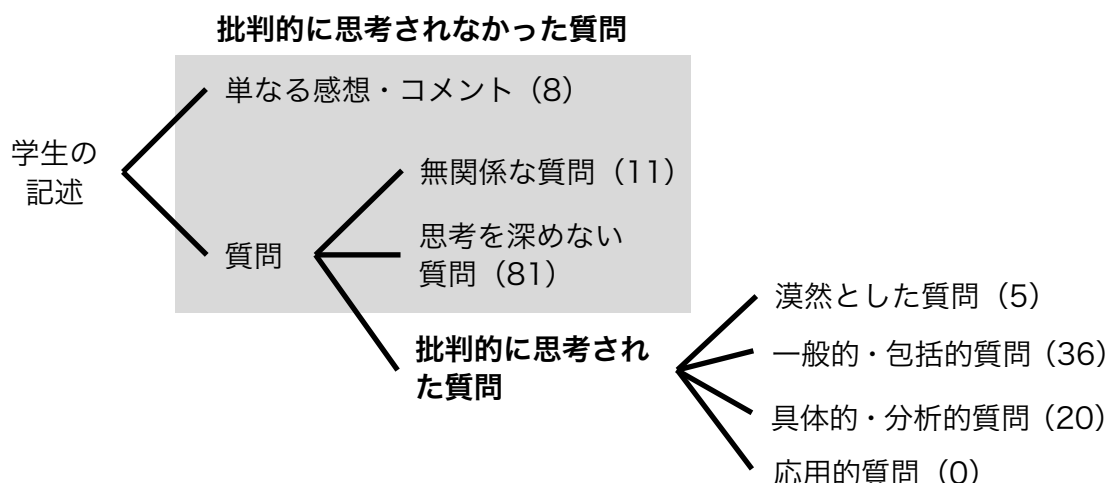 批判的に思考されなかった質問
単なる感想・コメント（8）
学生の
記述
無関係な質問（11）
思考を深めない
質問（81）
質問
漠然とした質問（5）
批判的に思考され
た質問
一般的・包括的質問（36）
具体的・分析的質問（20）
応用的質問（0）